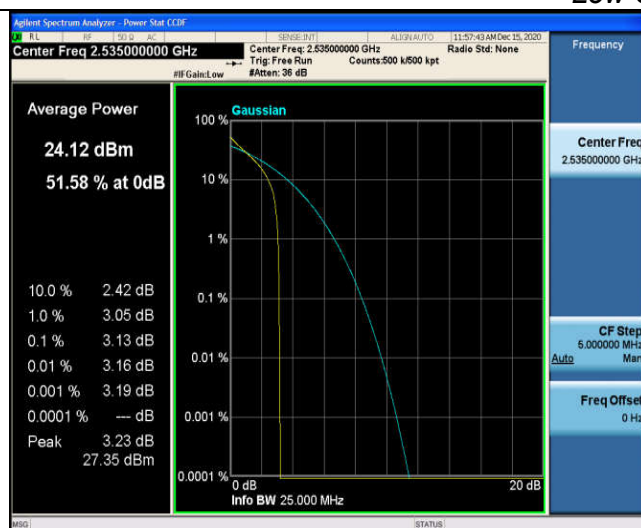 Agilent Spectrum Analyzer - Power Stat CCDF
RL RF 50 Ω AC SENSE:INT ALIGN AUTO 11:57:43 AM Dec 15, 2020
Center Freq 2.535000000 GHz
Center Freq: 2.535000000 GHz Radio Std: None
Trig: Free Run Counts:500 k/500 kpt
#IFGain:Low #Atten: 36 dB
Frequency
Average Power
24.12 dBm
51.58 % at 0dB
10.0 % 2.42 dB
1.0 % 3.05 dB
0.1 % 3.13 dB
0.01 % 3.16 dB
0.001 % 3.19 dB
0.0001 % --- dB
Peak 3.23 dB
27.35 dBm
Gaussian
100 %
10 %
1 %
0.1 %
0.01 %
0.001 %
0.0001 %
0 dB 20 dB
Info BW 25.000 MHz
Center Freq
2.535000000 GHz
CF Step
5.000000 MHz
Auto Man
Freq Offset
0 Hz
MSG STATUS